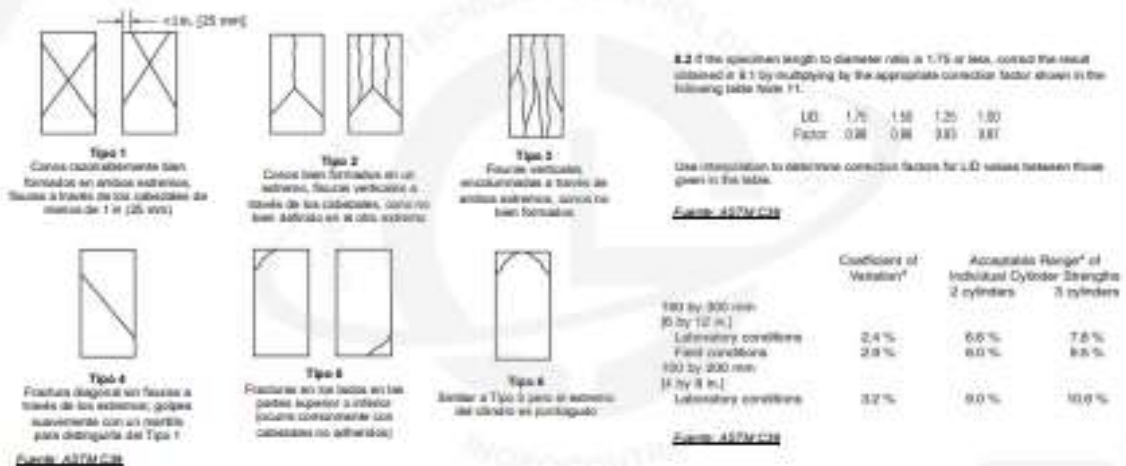 <1 in. [25 mm]
Tipo 1
Conos razonablemente bien
formados en ambos extremos,
fisuras a través de los cabezales de
menos de 1 in (25 mm)
Tipo 2
Conos bien formados en un
extremo, fisuras verticales a
través de los cabezales, cono no
bien definido en el otro extremo
Tipo 3
Fisuras verticales
encolumnadas a través de
ambos extremos, conos no
bien formados
Tipo 4
Fractura diagonal sin fisuras a
través de los extremos; golpee
suavemente con un martillo
para distinguirla del Tipo 1
Tipo 5
Fracturas en los lados en las
partes superior o inferior
(ocurre comúnmente con
cabezales no adheridos)
Tipo 6
Similar a Tipo 5 pero el extremo
del cilindro es puntiagudo
Fuente: ASTM C39
8.2 If the specimen length to diameter ratio is 1.75 or less, correct the result
obtained in 8.1 by multiplying by the appropriate correction factor shown in the
following table Note 11.
L/D: 1.75 1.50 1.25 1.00
Factor: 0.98 0.96 0.93 0.87
Use interpolation to determine correction factors for L/D values between those
given in the table.
Fuente: ASTM C39
Coefficient of Acceptable Range⁴ of
Variation⁴ Individual Cylinder Strengths
2 cylinders 3 cylinders
by 300 mm
[6 by 12 in.]
Laboratory conditions 2.4 % 6.6 % 7.8 %
Field conditions 2.9 % 8.0 % 9.5 %
100 by 200 mm
[4 by 8 in.]
Laboratory conditions 3.2 % 9.0 % 10.6 %
Fuente: ASTM C39